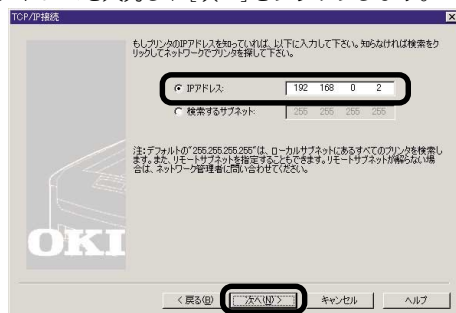 TCP/IP接続
もしプリンタのIPアドレスを知っていれば、以下に入力して下さい。知らなければ検索をク
リックしてネットワークでプリンタを探して下さい。
IPアドレス: 192 168 0 2
検索するサブネット: 255 255 255 255
注:デフォルトの"255.255.255.255"は、ローカルサブネットにあるすべてのプリンタを検索し
ます。また、リモートサブネットを指定することもできます。リモートサブネットが解らない場
合は、ネットワーク管理者に問い合わせてください。
OKI
< 戻る(B) 次へ(N) > キャンセル ヘルプ